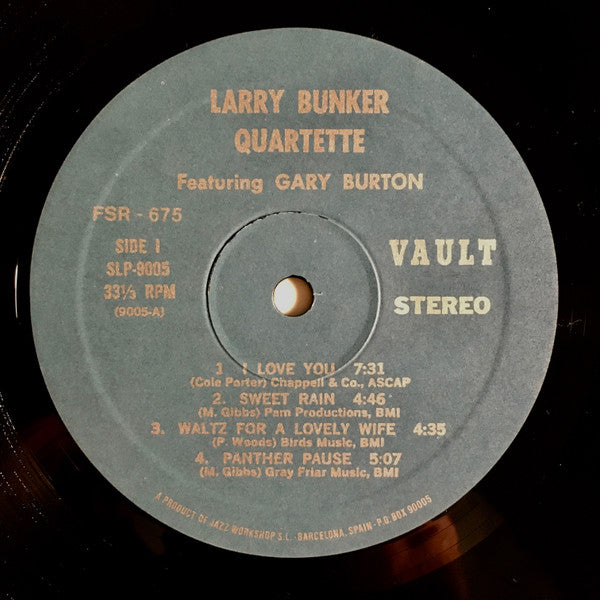 LARRY BUNKER
QUARTETTE
Featuring GARY BURTON
FSR - 675
SIDE 1
SLP-9005
33⅓ RPM
(9005-A)
VAULT
STEREO
1. I LOVE YOU 7:31
(Cole Porter) Chappell & Co., ASCAP
2. SWEET RAIN 4:46
(M. Gibbs) Pam Productions, BMI
3. WALTZ FOR A LOVELY WIFE 4:35
(P. Woods) Birds Music, BMI
4. PANTHER PAUSE 5:07
(M. Gibbs) Gray Friar Music, BMI
A PRODUCT OF JAZZ WORKSHOP S.L. - BARCELONA, SPAIN - P.O. BOX 90005